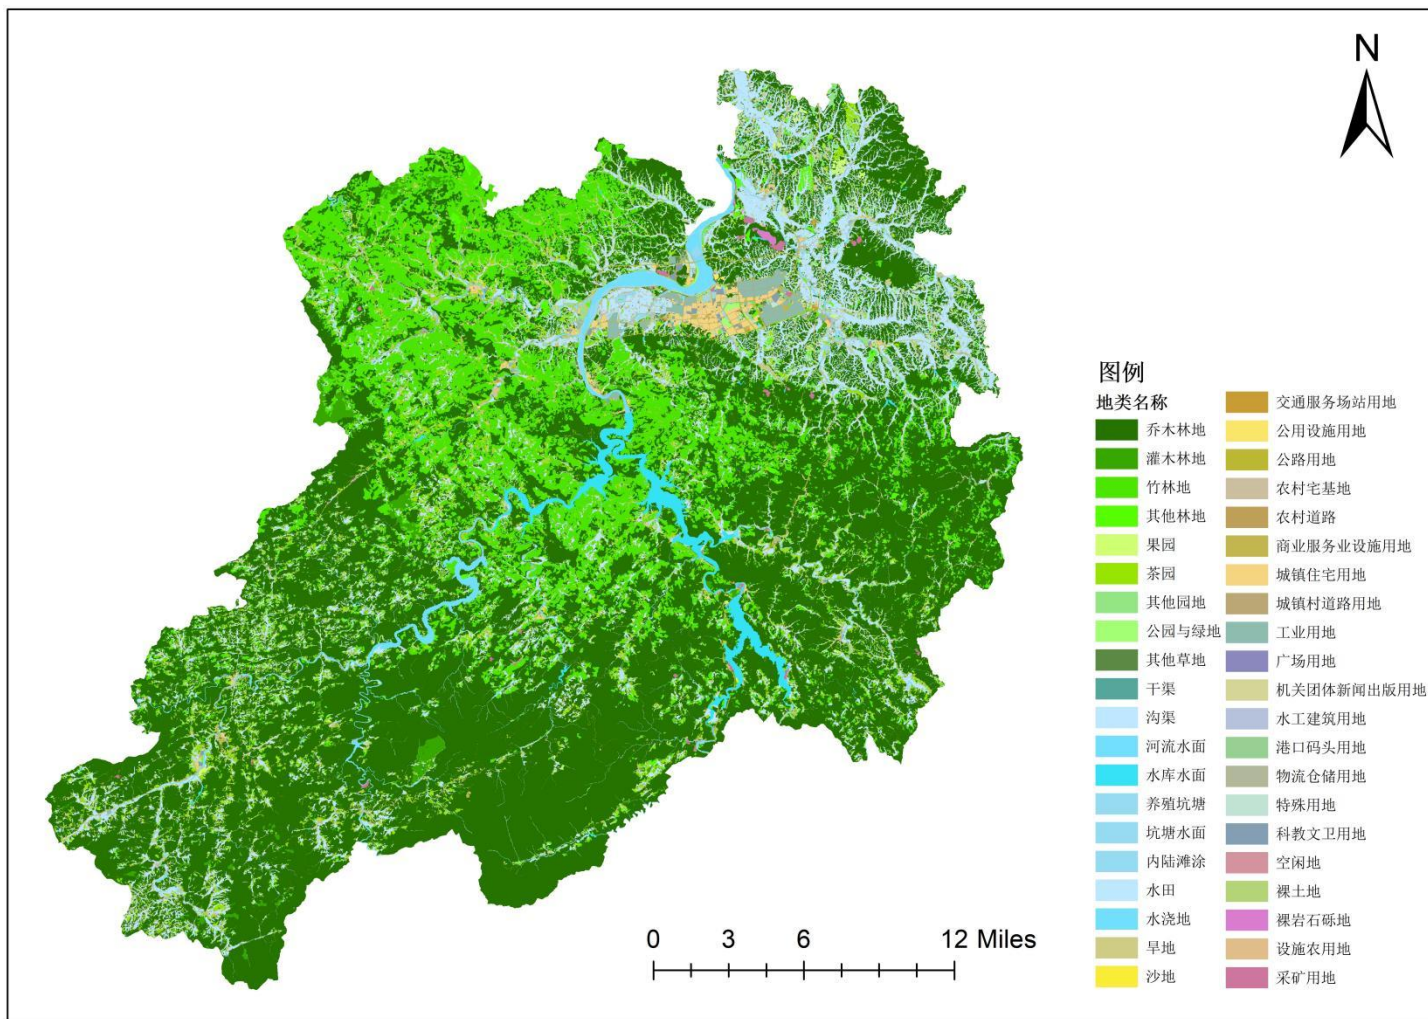 N
图例
地类名称
乔木林地
灌木林地
竹林地
其他林地
果园
茶园
其他园地
公园与绿地
其他草地
干渠
沟渠
河流水面
水库水面
养殖坑塘
坑塘水面
内陆滩涂
水田
水浇地
旱地
沙地
交通服务场站用地
公用设施用地
公路用地
农村宅基地
农村道路
商业服务业设施用地
城镇住宅用地
城镇村道路用地
工业用地
广场用地
机关团体新闻出版用地
水工建筑用地
港口码头用地
物流仓储用地
特殊用地
科教文卫用地
空闲地
裸土地
裸岩石砾地
设施农用地
采矿用地
0 3 6 12 Miles